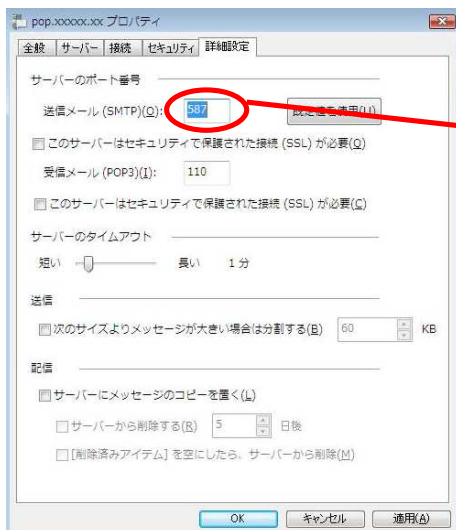 pop.xxxxx.xx プロパティ
全般 サーバー 接続 セキュリティ 詳細設定
サーバーのポート番号
送信メール (SMTP)(O): 587 既定値を使用(U)
このサーバーはセキュリティで保護された接続 (SSL) が必要(Q)
受信メール (POP3)(I): 110
このサーバーはセキュリティで保護された接続 (SSL) が必要(C)
サーバーのタイムアウト
短い 長い 1 分
送信
次のサイズよりメッセージが大きい場合は分割する(B) 60 KB
配信
サーバーにメッセージのコピーを置く(L)
サーバーから削除する(R) 5 日後
[削除済みアイテム] を空にしたら、サーバーから削除(M)
OK キャンセル 適用(A)